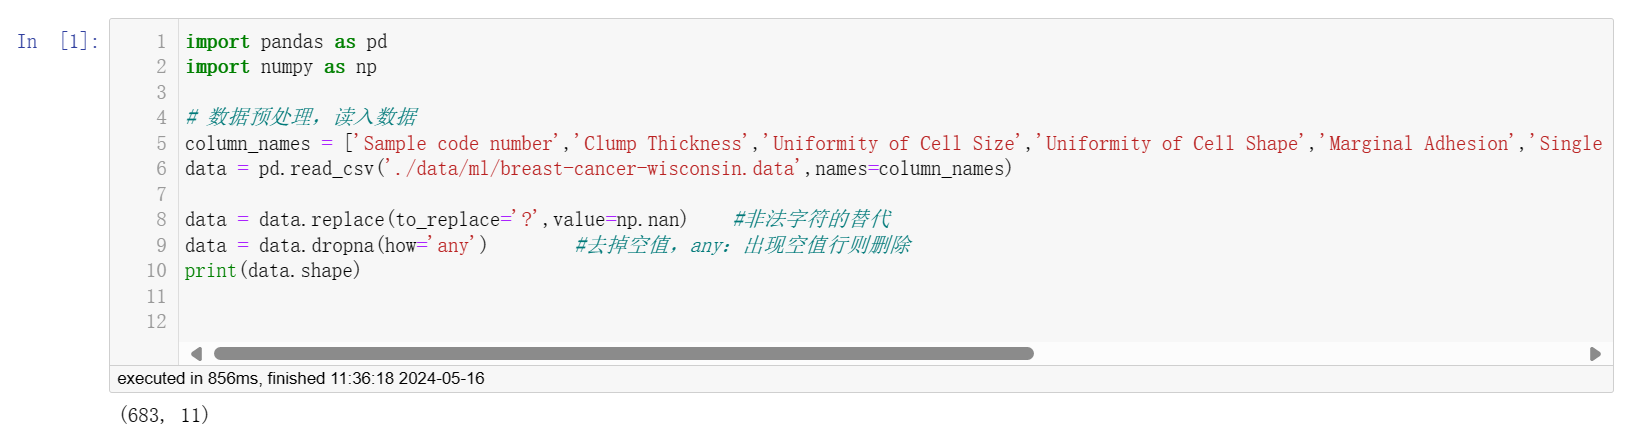 In [1]:
1 import pandas as pd
2 import numpy as np
3
4 # 数据预处理，读入数据
5 column_names = ['Sample code number','Clump Thickness','Uniformity of Cell Size','Uniformity of Cell Shape','Marginal Adhesion','Single
6 data = pd.read_csv('./data/ml/breast-cancer-wisconsin.data',names=column_names)
7
8 data = data.replace(to_replace='?',value=np.nan) #非法字符的替代
9 data = data.dropna(how='any') #去掉空值，any：出现空值行则删除
10 print(data.shape)
11
12
executed in 856ms, finished 11:36:18 2024-05-16
(683, 11)